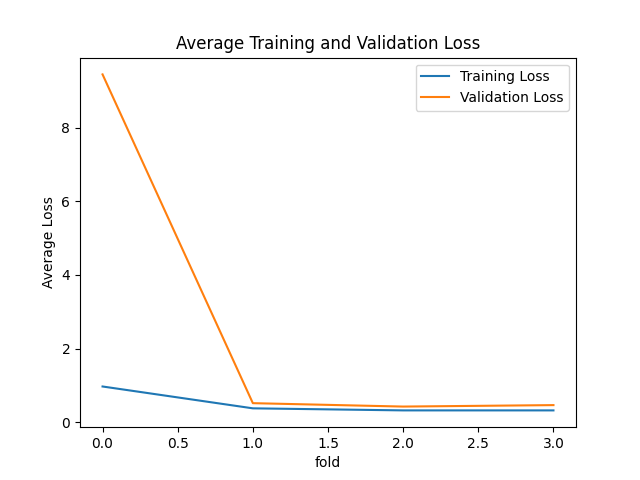 Average Training and Validation Loss
Training Loss
Validation Loss
8
6
4
2
0
Average Loss
0.0 0.5 1.0 1.5 2.0 2.5 3.0
fold